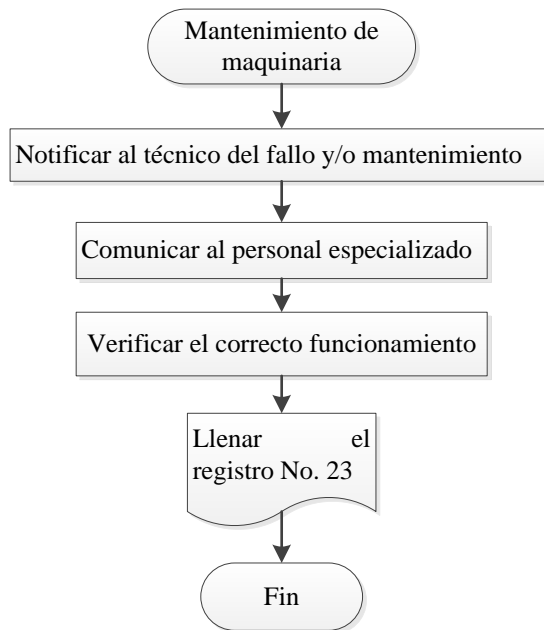 Mantenimiento de
maquinaria
Notificar al técnico del fallo y/o mantenimiento
Comunicar al personal especializado
Verificar el correcto funcionamiento
Llenar el
registro No. 23
Fin